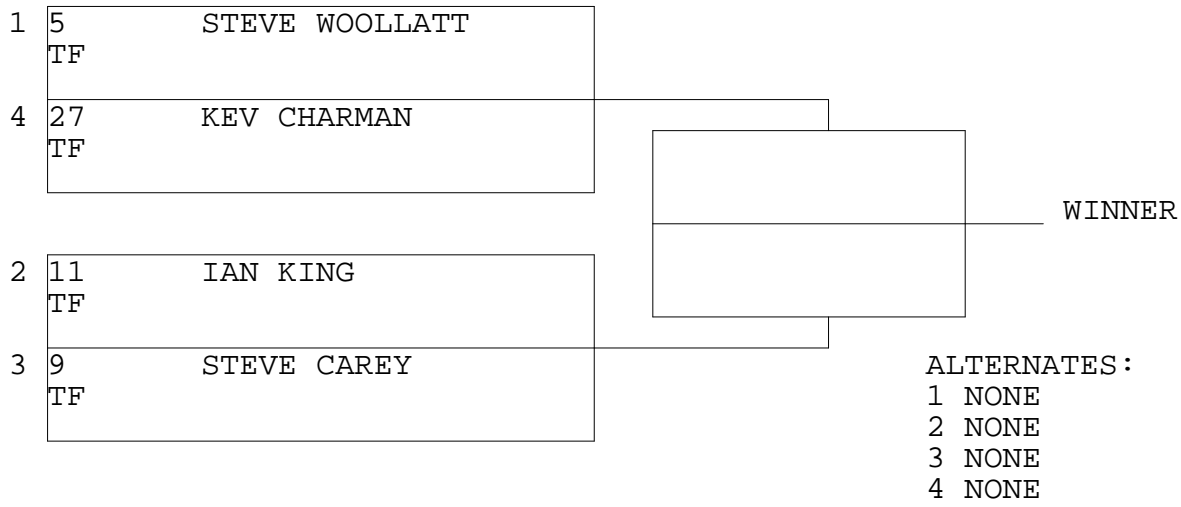 1 5 STEVE WOOLLATT
TF
4 27 KEV CHARMAN
TF
WINNER
2 11 IAN KING
TF
3 9 STEVE CAREY
TF
ALTERNATES:
1 NONE
2 NONE
3 NONE
4 NONE